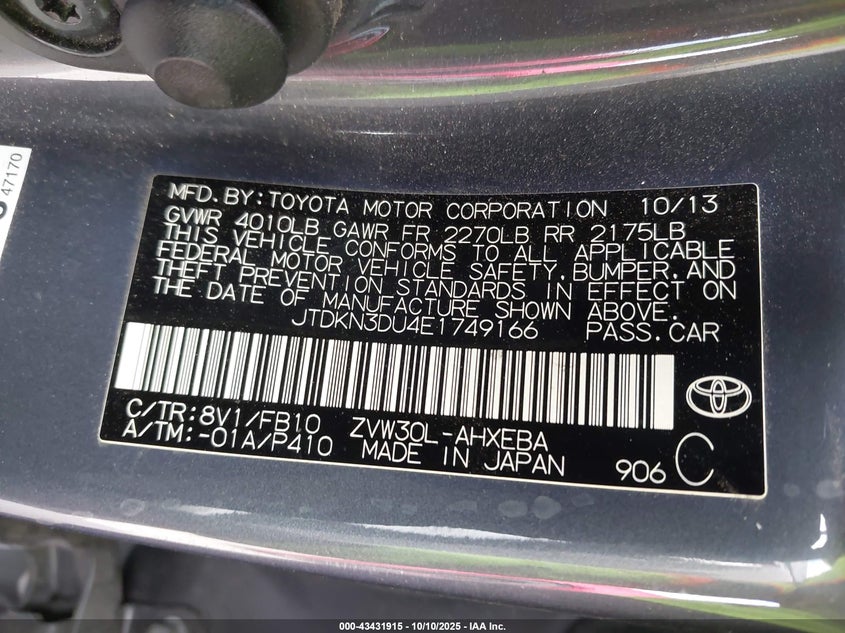 MFD. BY: TOYOTA MOTOR CORPORATION 10/13
GVWR 4010LB GAWR FR 2270LB RR 2175LB
THIS VEHICLE CONFORMS TO ALL APPLICABLE
FEDERAL MOTOR VEHICLE SAFETY, BUMPER, AND
THEFT PREVENTION STANDARDS IN EFFECT ON
THE DATE OF MANUFACTURE SHOWN ABOVE.
JTDKN3DU4E1749166 PASS. CAR
C/TR: 8V1/FB10 ZVW30L-AHXEBA
A/TM: -01A/P410 MADE IN JAPAN 906 C
47170
000-43431915 - 10/10/2025 - IAA Inc.